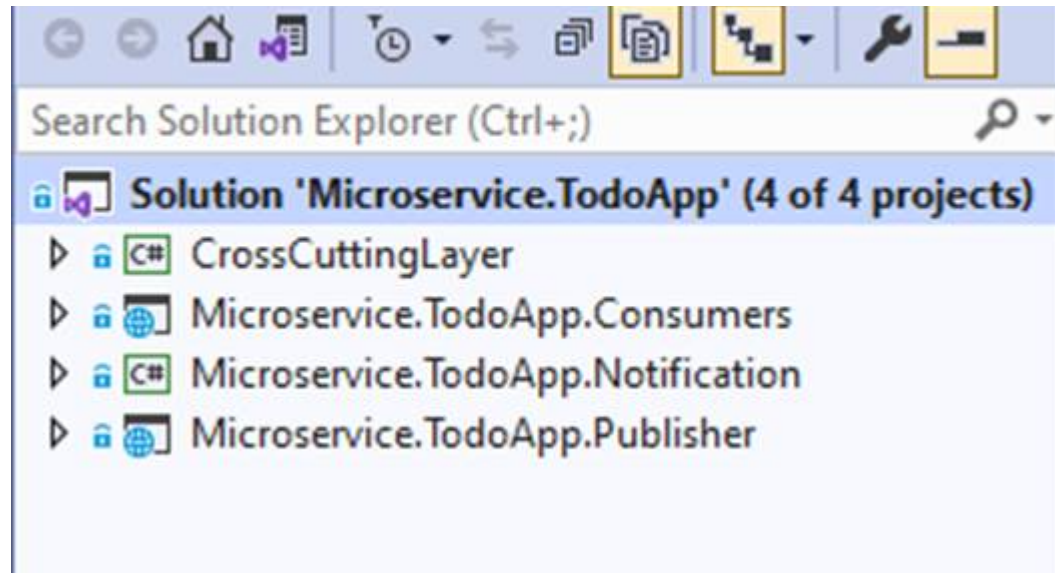 Search Solution Explorer (Ctrl+;)
Solution 'Microservice.TodoApp' (4 of 4 projects)
C# CrossCuttingLayer
Microservice.TodoApp.Consumers
C# Microservice.TodoApp.Notification
Microservice.TodoApp.Publisher